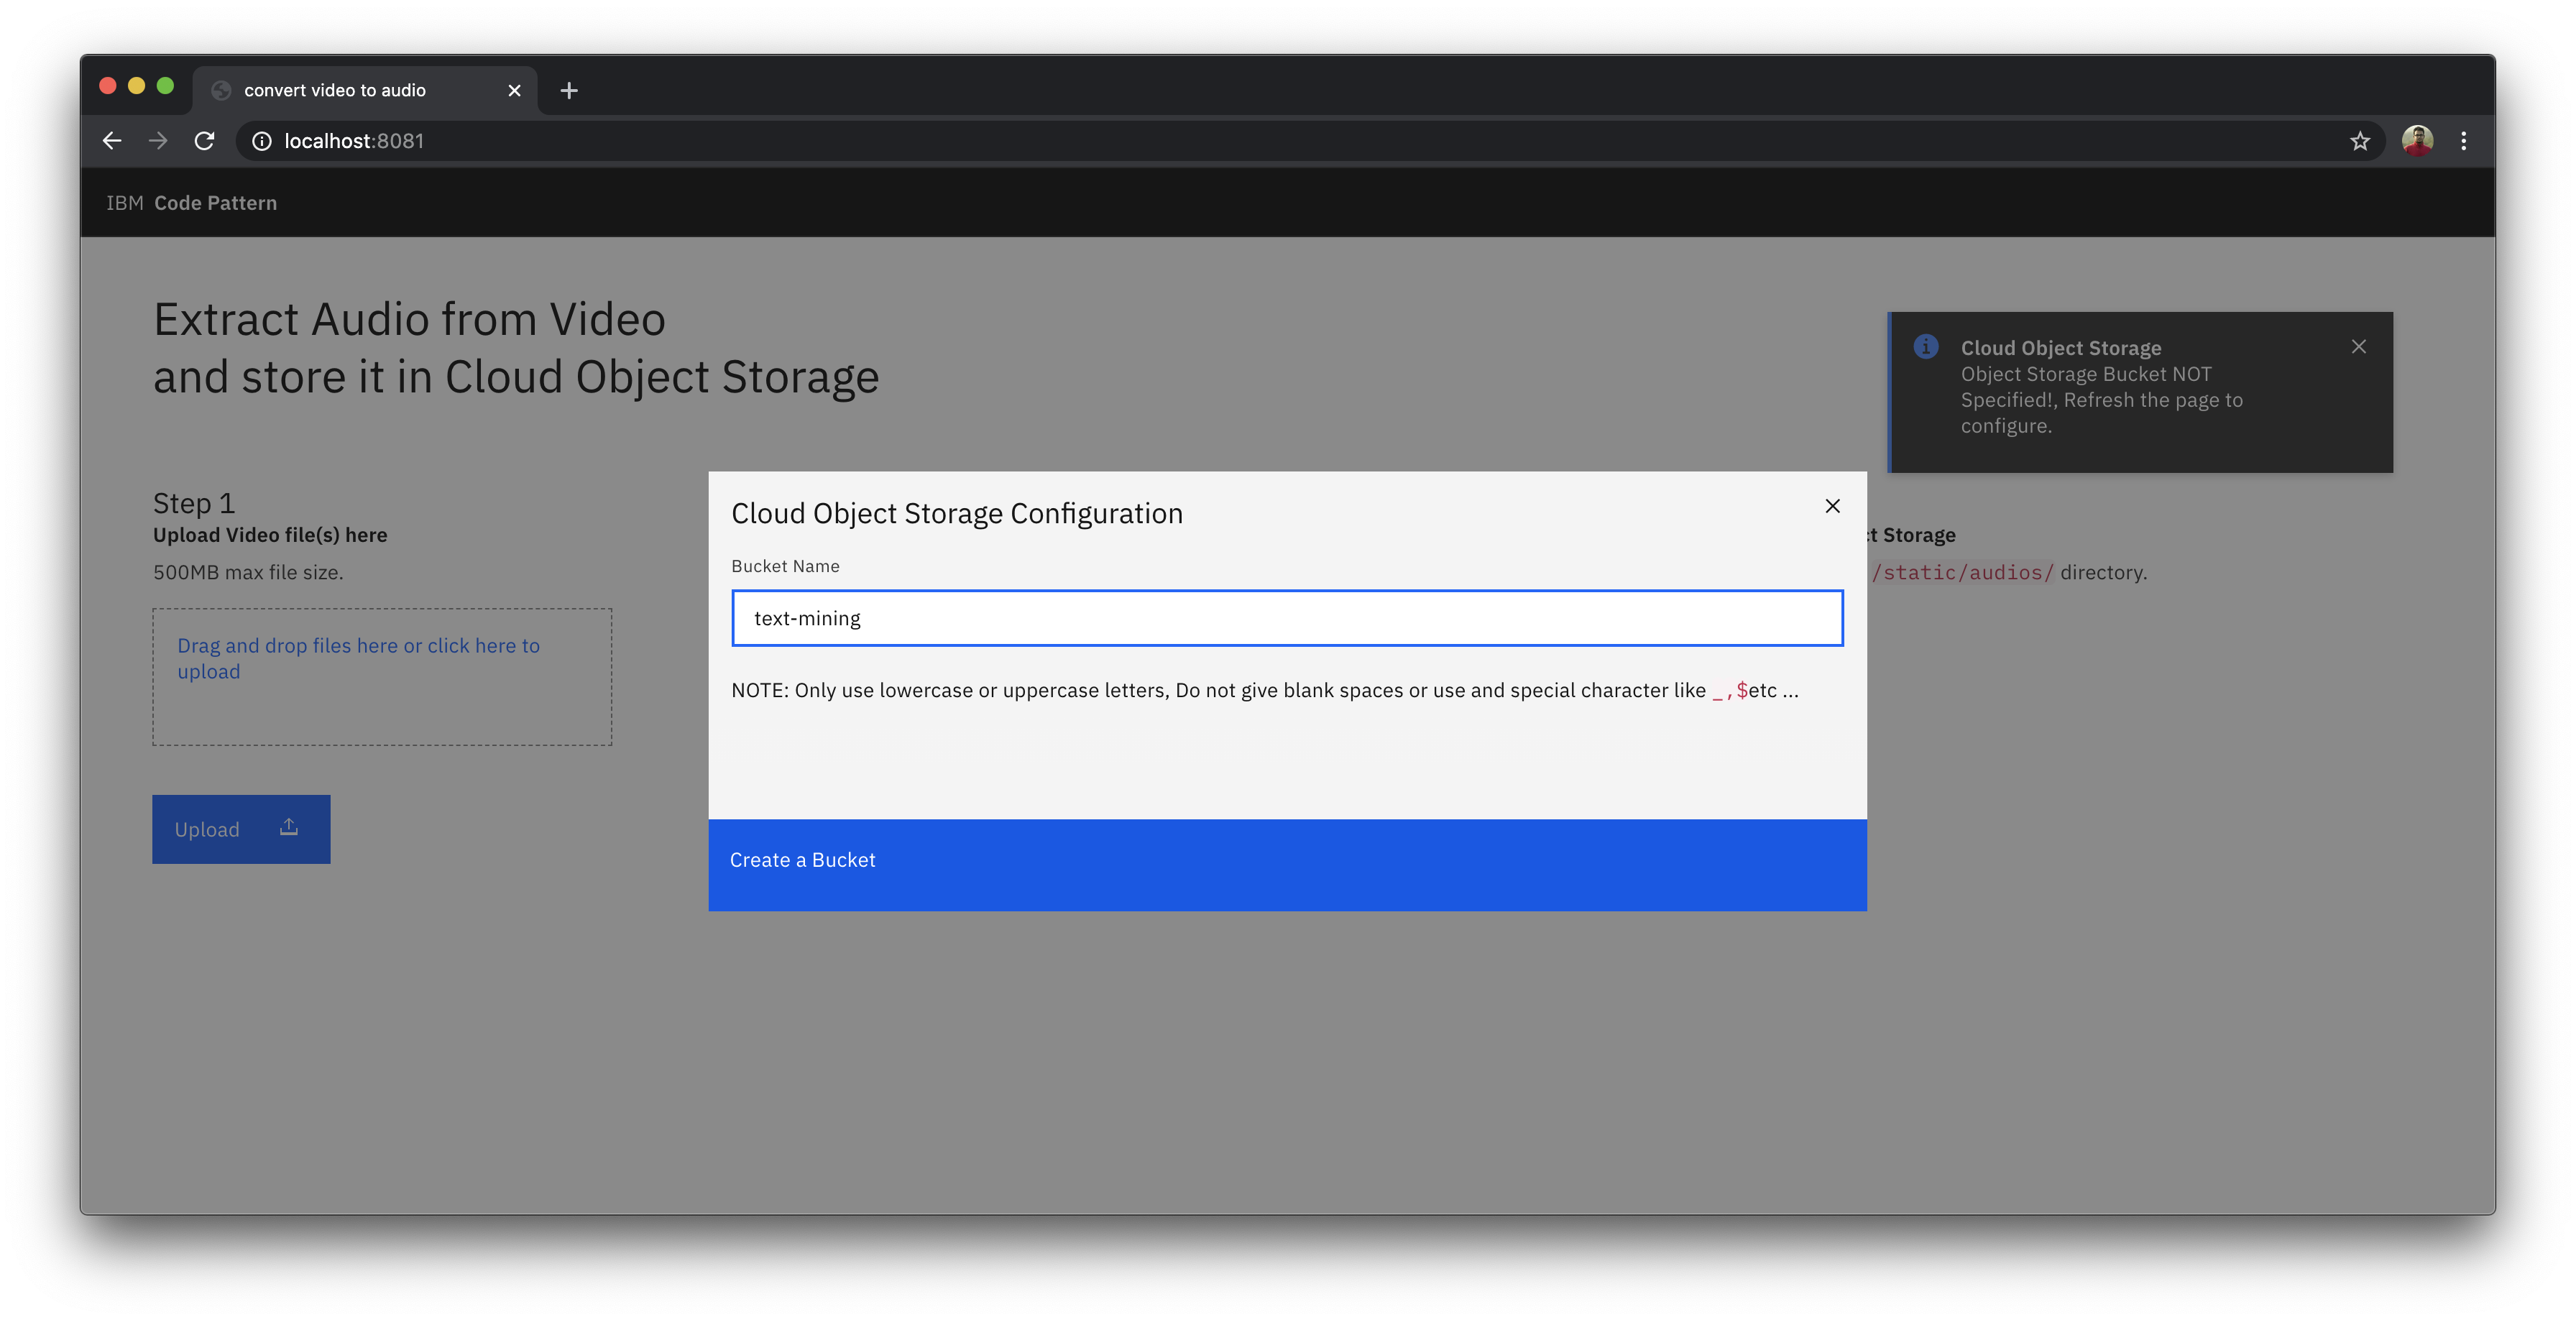 convert video to audio
localhost:8081
IBM Code Pattern
Extract Audio from Video
and store it in Cloud Object Storage
Cloud Object Storage
Object Storage Bucket NOT
Specified!, Refresh the page to
configure.
Step 1
Upload Video file(s) here
500MB max file size.
Drag and drop files here or click here to
upload
Upload
Cloud Object Storage Configuration
Bucket Name
text-mining
NOTE: Only use lowercase or uppercase letters, Do not give blank spaces or use and special character like _,$etc ...
Create a Bucket
ct Storage
/static/audios/ directory.